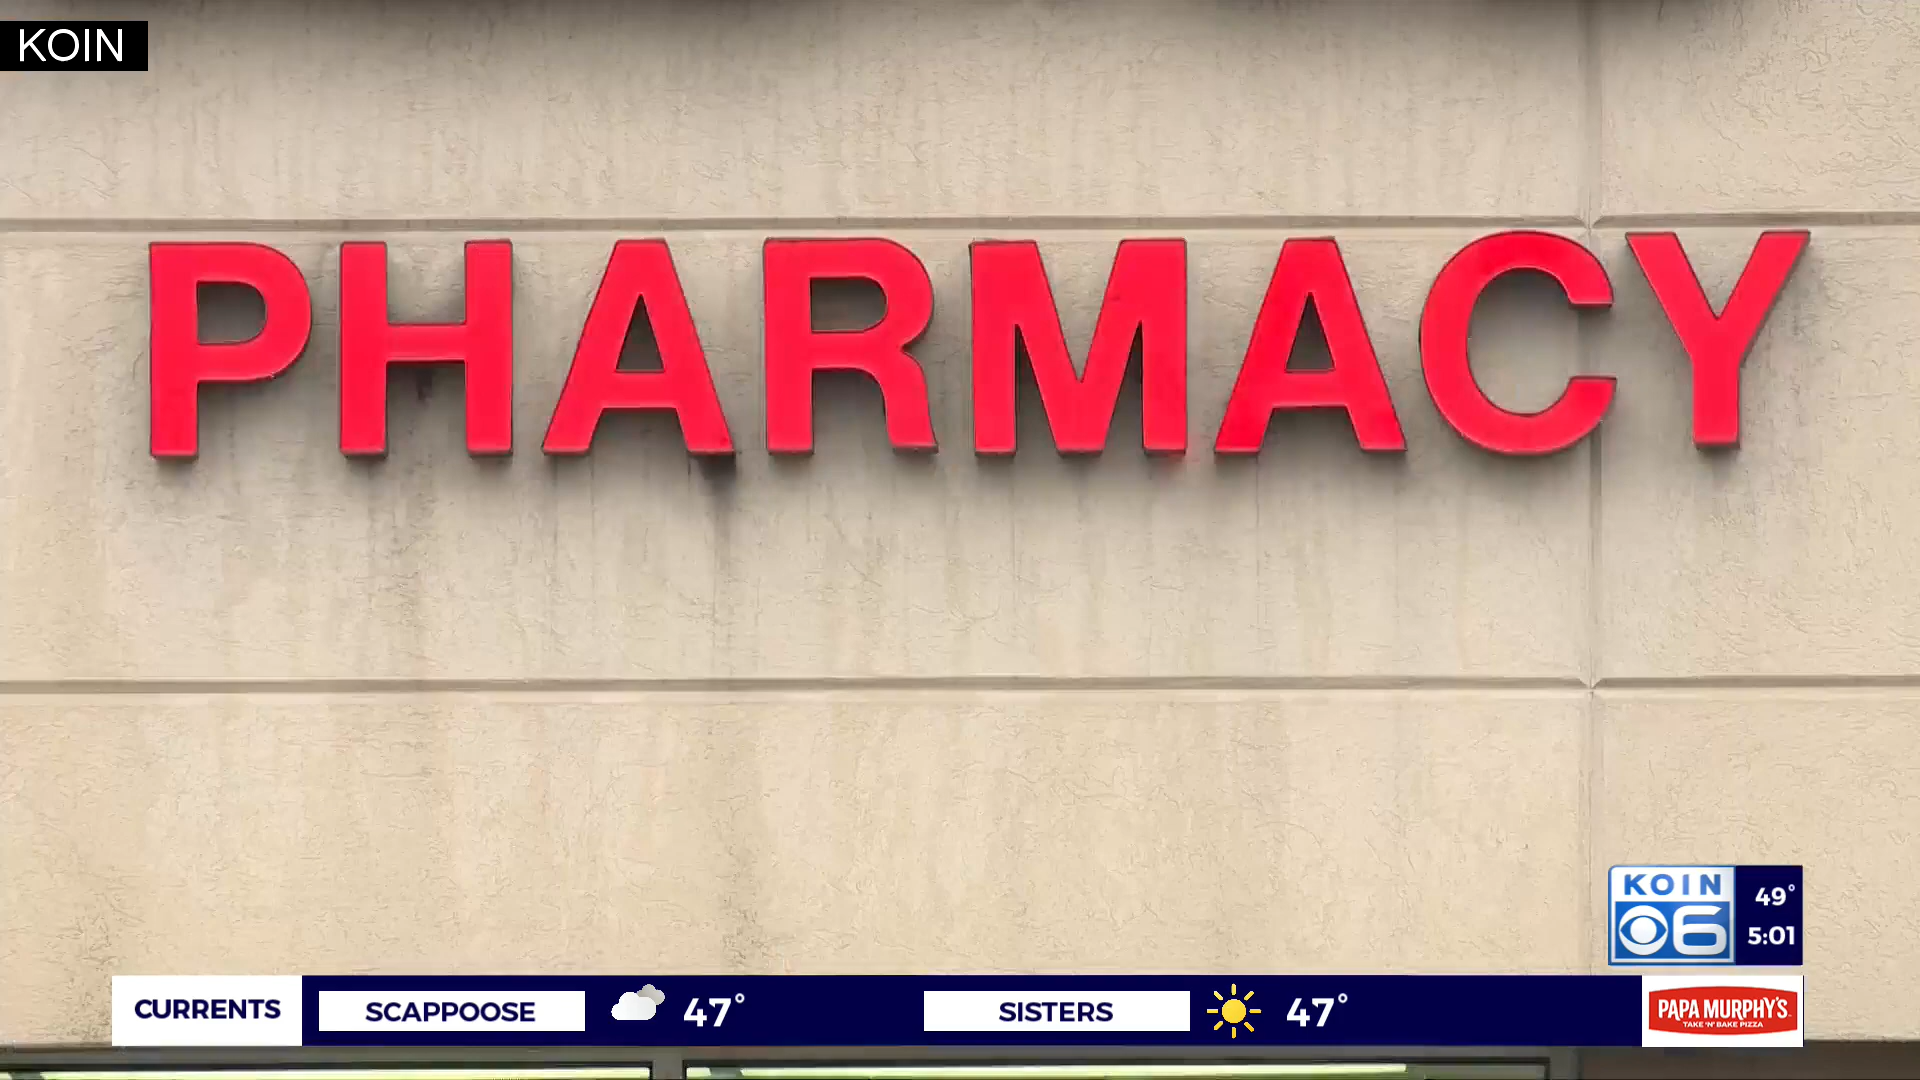 KOIN
PHARMACY
KOIN
6
49°
5:01
CURRENTS
SCAPPOOSE
47°
SISTERS
47°
PAPA MURPHY'S
TAKE 'N' BAKE PIZZA